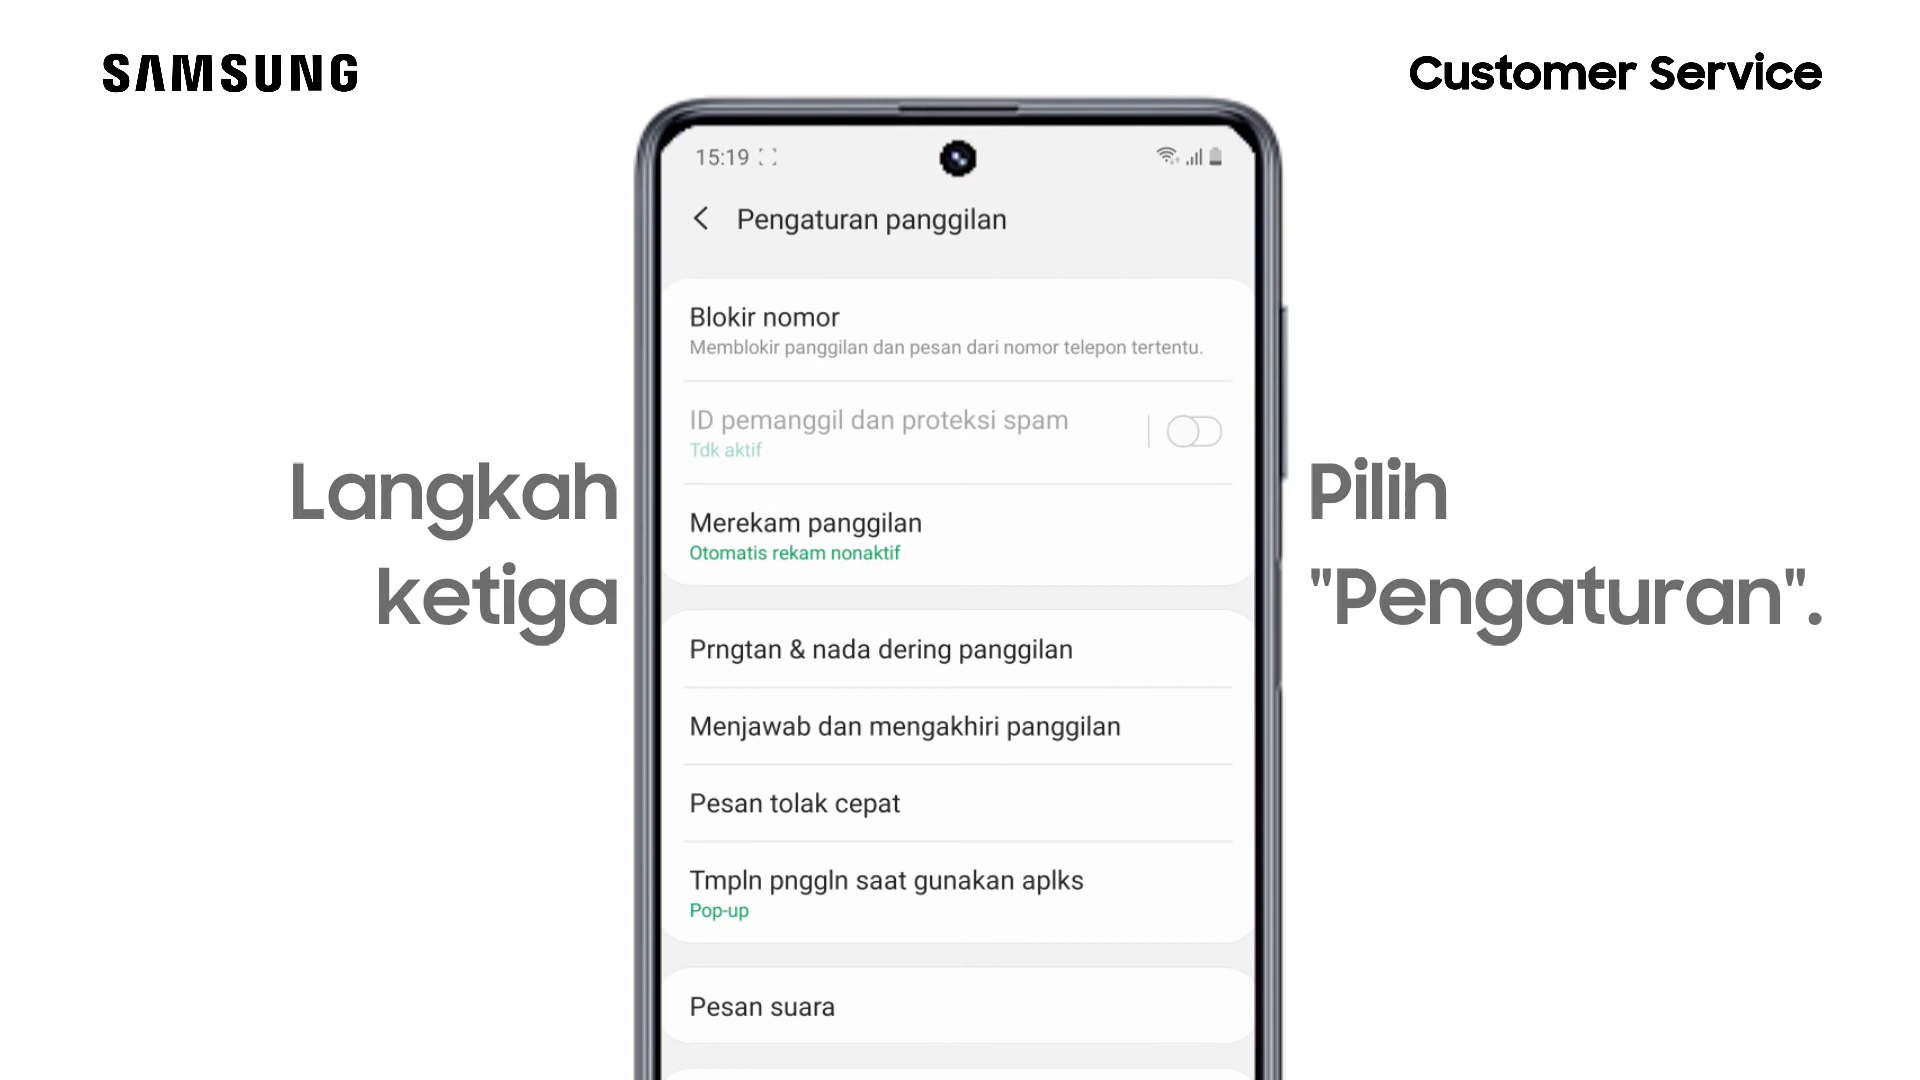 SAMSUNG
Customer Service
15:19
Pengaturan panggilan
Blokir nomor
Memblokir panggilan dan pesan dari nomor telepon tertentu.
ID pemanggil dan proteksi spam
Tdk aktif
Merekam panggilan
Otomatis rekam nonaktif
Prngtan & nada dering panggilan
Menjawab dan mengakhiri panggilan
Pesan tolak cepat
Tmpln pnggln saat gunakan aplks
Pop-up
Pesan suara
Langkah
ketiga
Pilih
"Pengaturan".